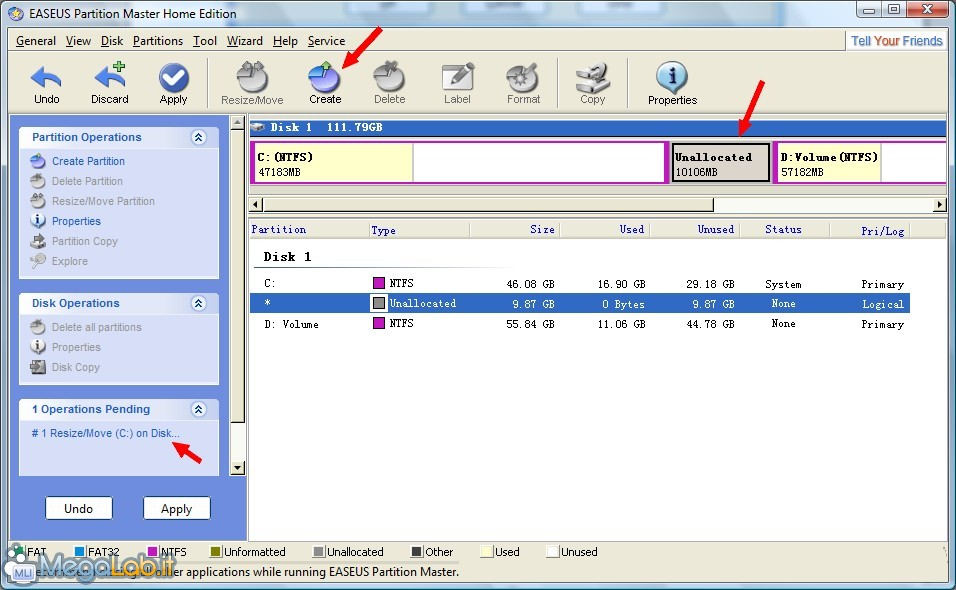 EASEUS Partition Master Home Edition
General View Disk Partitions Tool Wizard Help Service
Tell Your Friends
Undo Discard Apply Resize/Move Create Delete Label Format Copy Properties
Partition Operations
Create Partition
Delete Partition
Resize/Move Partition
Properties
Partition Copy
Explore
Disk Operations
Delete all partitions
Properties
Disk Copy
1 Operations Pending
# 1 Resize/Move (C:) on Disk...
Undo Apply
Disk 1 111.79GB
C:(NTFS)
47183MB
Unallocated
10106MB
D:Volume(NTFS)
57182MB
Partition Type Size Used Unused Status Pri/Log
Disk 1
C: NTFS 46.08 GB 16.90 GB 29.18 GB System Primary
* Unallocated 9.87 GB 0 Bytes 9.87 GB None Logical
D: Volume NTFS 55.84 GB 11.06 GB 44.78 GB None Primary
FAT FAT32 NTFS Unformatted Unallocated Other Used Unused
MegaLab.it
MLI
other applications while running EASEUS Partition Master.